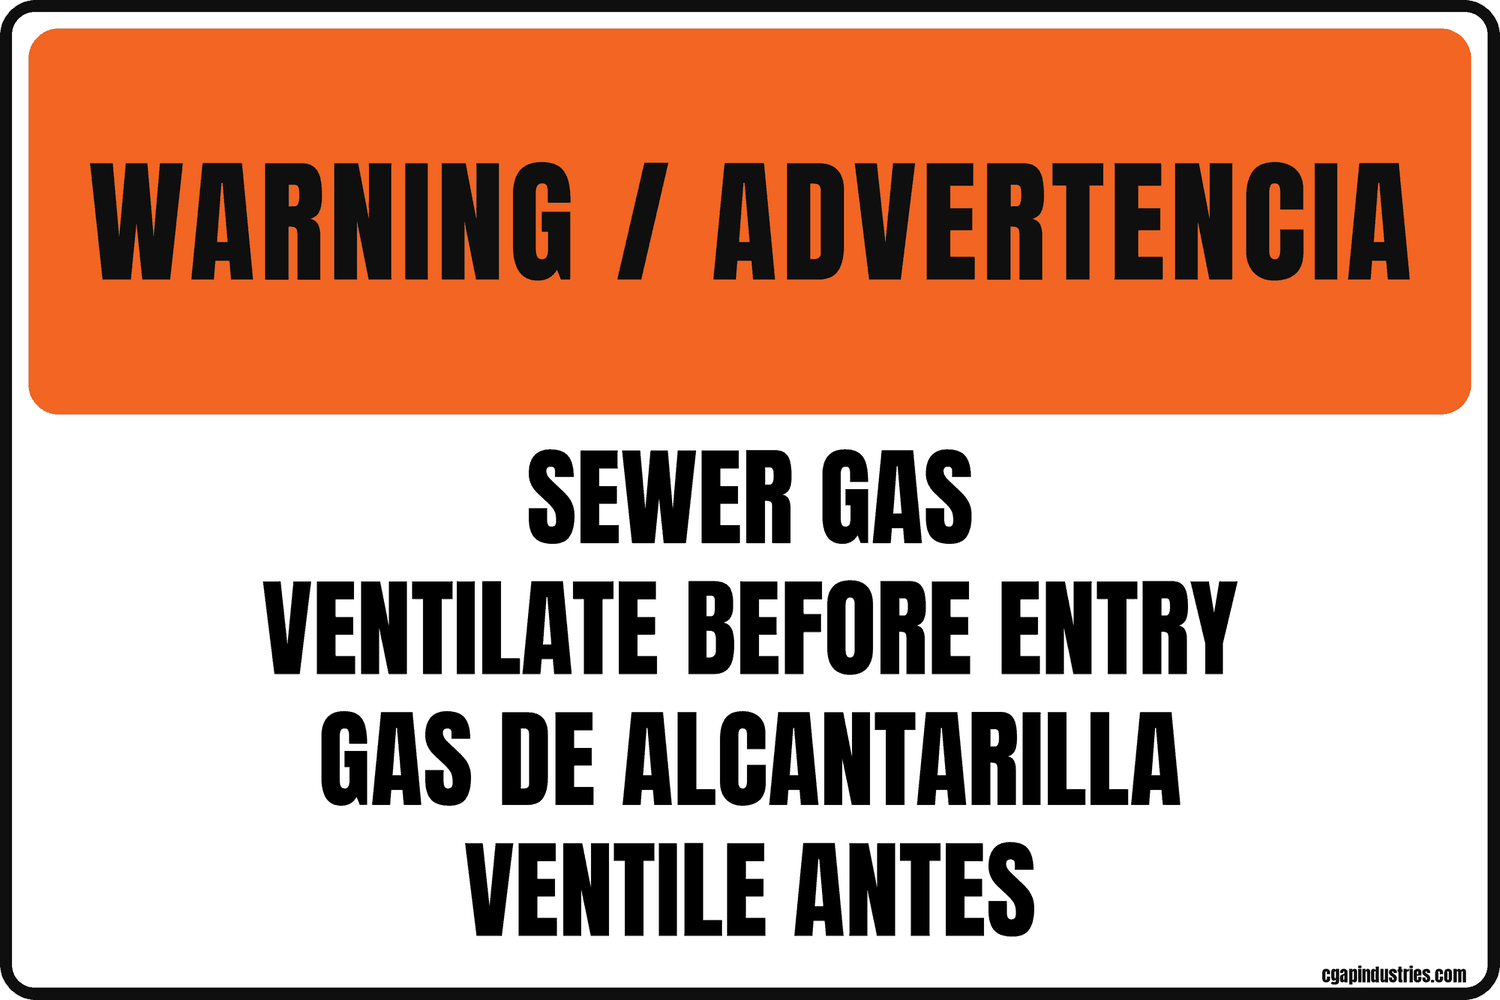 WARNING / ADVERTENCIA
SEWER GAS
VENTILATE BEFORE ENTRY
GAS DE ALCANTARILLA
VENTILE ANTES
cgapindustries.com